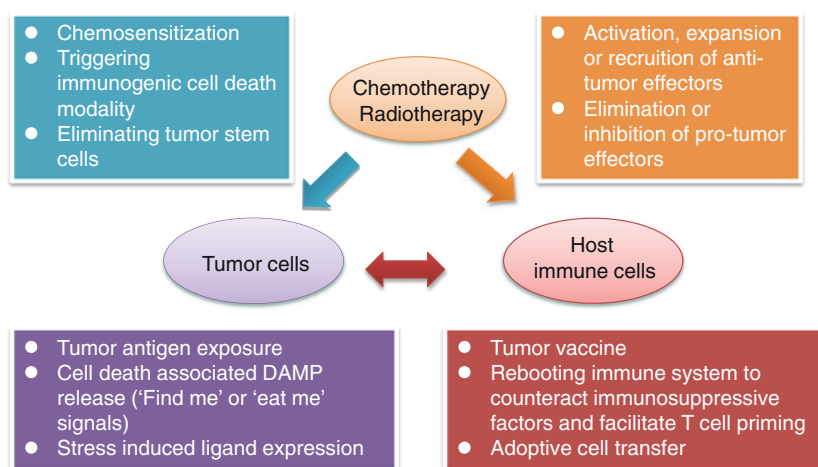 Chemosensitization
Triggering
immunogenic cell death
modality
Eliminating tumor stem
cells
Chemotherapy
Radiotherapy
Activation, expansion
or recruition of anti-
tumor effectors
Elimination or
inhibition of pro-tumor
effectors
Tumor cells
Host
immune cells
Tumor antigen exposure
Cell death associated DAMP
release (‘Find me’ or ‘eat me’
signals)
Stress induced ligand expression
Tumor vaccine
Rebooting immune system to
counteract immunosuppressive
factors and facilitate T cell priming
Adoptive cell transfer